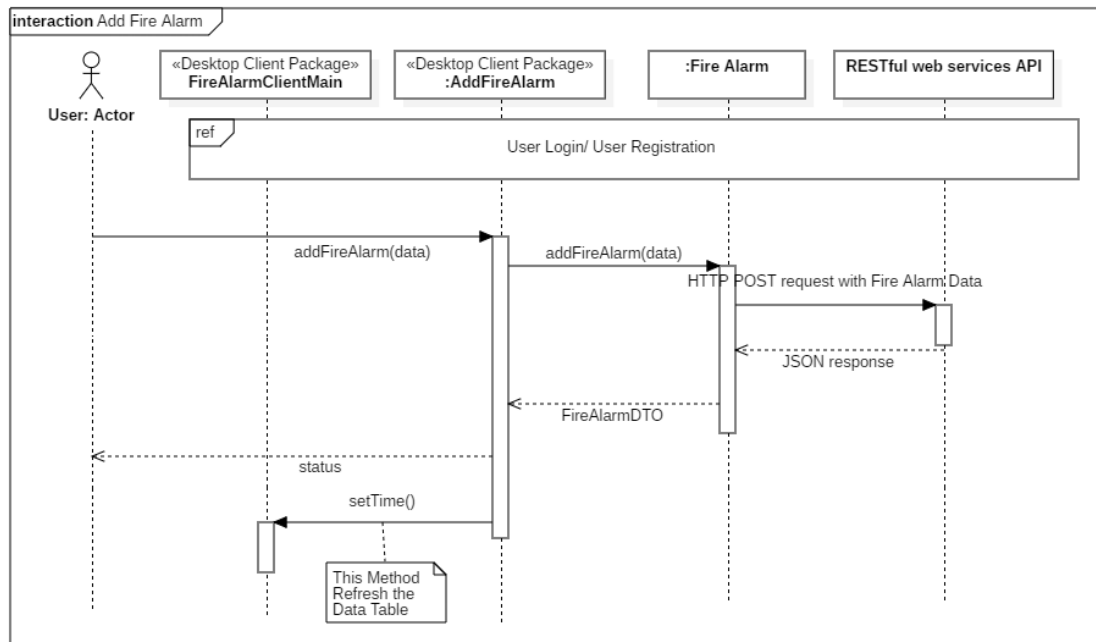 interaction Add Fire Alarm
User: Actor
«Desktop Client Package»
FireAlarmClientMain
«Desktop Client Package»
:AddFireAlarm
:Fire Alarm
RESTful web services API
ref
User Login/ User Registration
addFireAlarm(data)
addFireAlarm(data)
HTTP POST request with Fire Alarm Data
JSON response
FireAlarmDTO
status
setTime()
This Method
Refresh the
Data Table